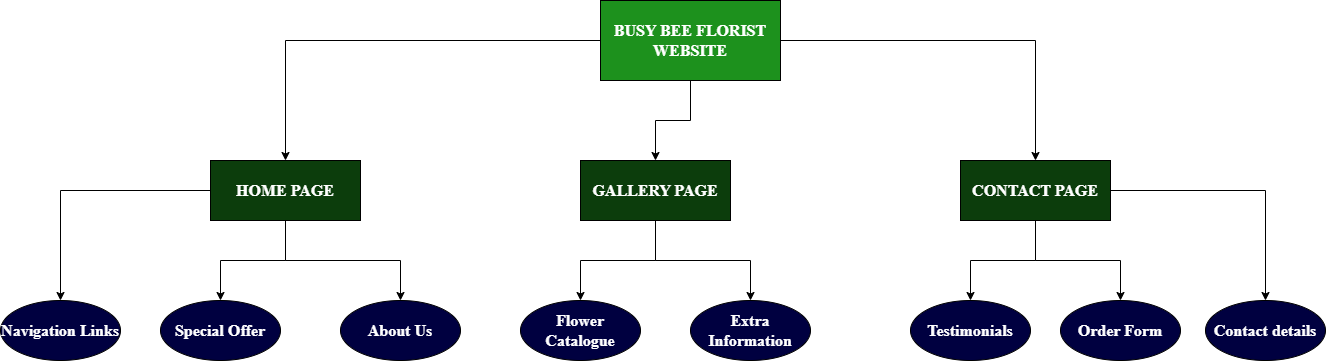 BUSY BEE FLORIST
WEBSITE
HOME PAGE
GALLERY PAGE
CONTACT PAGE
Navigation Links
Special Offer
About Us
Flower
Catalogue
Extra
Information
Testimonials
Order Form
Contact details